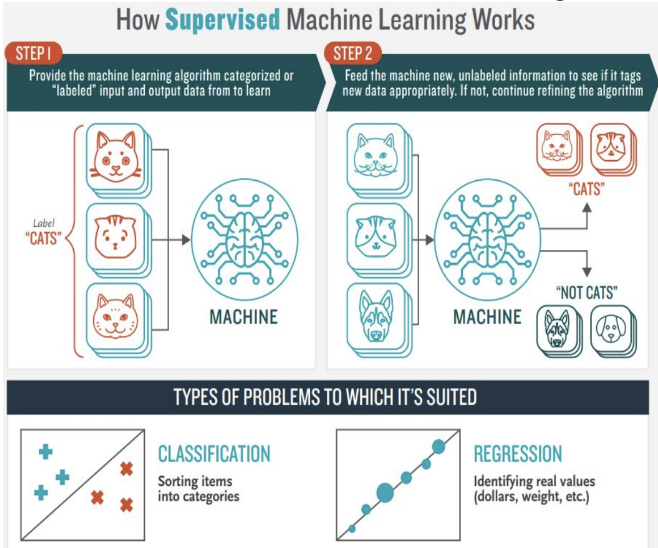 How Supervised Machine Learning Works
STEP I
Provide the machine learning algorithm categorized or
"labeled" input and output data from to learn
Label
"CATS"
MACHINE
STEP 2
Feed the machine new, unlabeled information to see if it tags
new data appropriately. If not, continue refining the algorithm
MACHINE
"CATS"
"NOT CATS"
TYPES OF PROBLEMS TO WHICH IT'S SUITED
CLASSIFICATION
Sorting items
into categories
REGRESSION
Identifying real values
(dollars, weight, etc.)